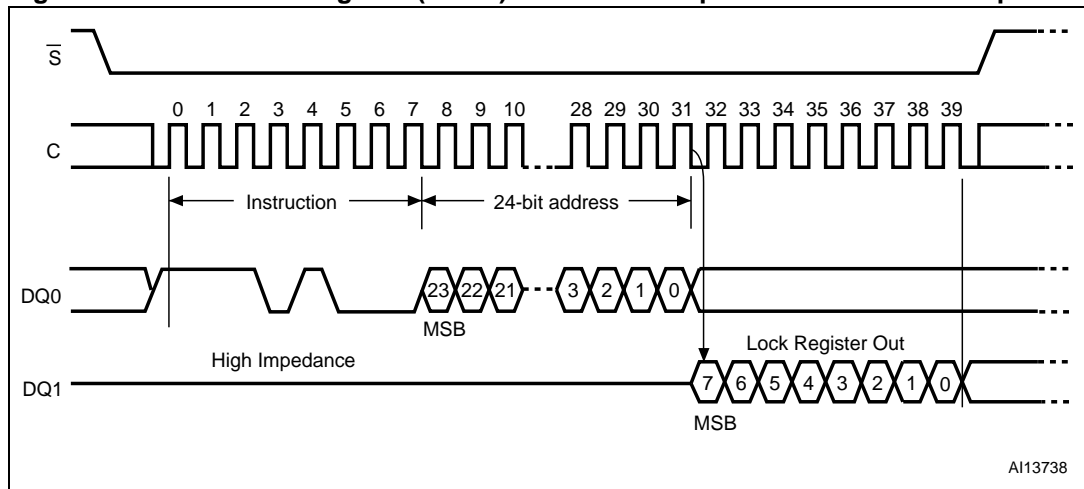 S
0 1 2 3 4 5 6 7 8 9 10 28 29 30 31 32 33 34 35 36 37 38 39
C
Instruction 24-bit address
DQ0 23 22 21 3 2 1 0
MSB
High Impedance Lock Register Out
DQ1 7 6 5 4 3 2 1 0
MSB
AI13738